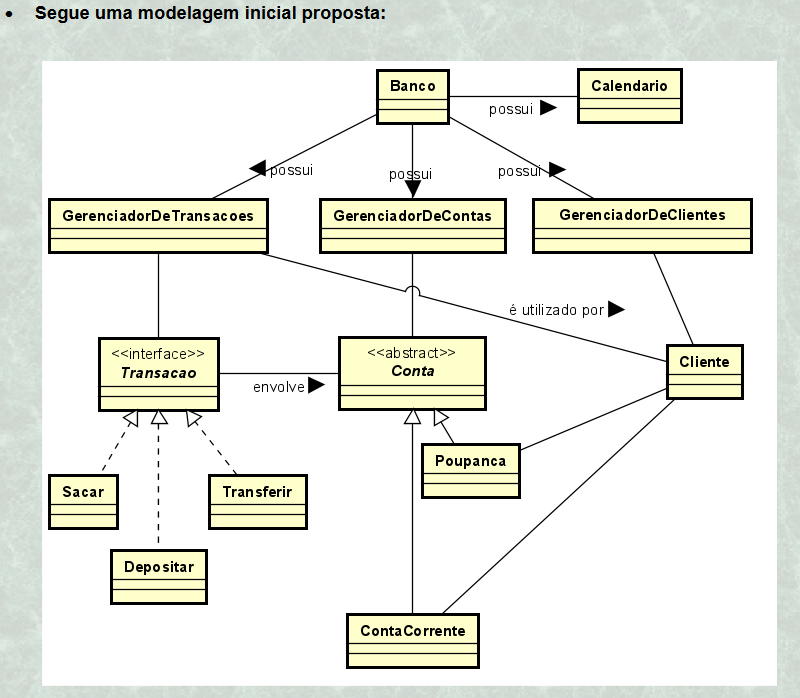 • Segue uma modelagem inicial proposta:
Banco
Calendario
possui
possui
possui
possui
GerenciadorDeTransacoes
GerenciadorDeContas
GerenciadorDeClientes
é utilizado por
<<interface>>
Transacao
<<abstract>>
Conta
Cliente
envolve
Poupanca
Sacar
Transferir
Depositar
ContaCorrente